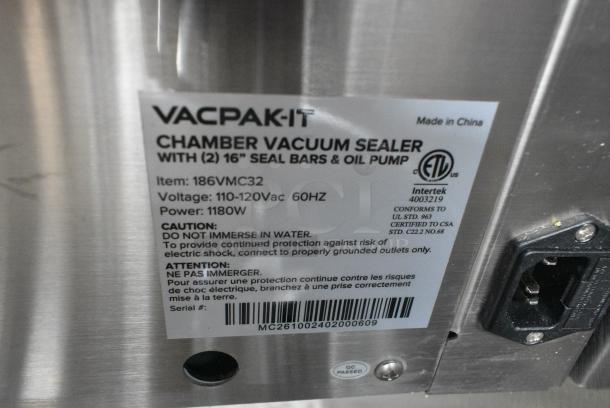 VACPAK-IT
Made in China
CHAMBER VACUUM SEALER
WITH (2) 16" SEAL BARS & OIL PUMP
Item: 186VMC32
Voltage: 110-120Vac 60HZ
Power: 1180W
C ETL US
Intertek
4003219
CONFORMS TO
UL STD. 963
CERTIFIED TO CSA
STD. C22.2 NO.68
CAUTION:
DO NOT IMMERSE IN WATER.
To provide continued protection against risk of
electric shock, connect to properly grounded outlets only.
ATTENTION:
NE PAS IMMERGER.
Pour assurer une protection continue contre les risques
de choc électrique, branchez à une prise correctement
mise à la terre.
Serial #:
MC261002402000609
QC
PASSED